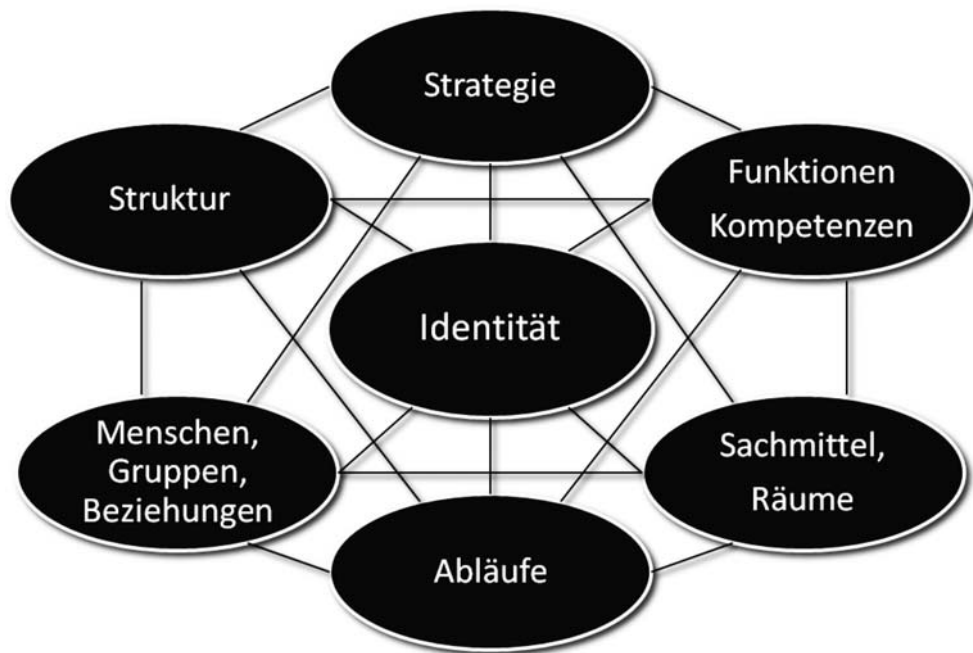 Strategie
Struktur
Funktionen
Kompetenzen
Identität
Menschen,
Gruppen,
Beziehungen
Sachmittel,
Räume
Abläufe